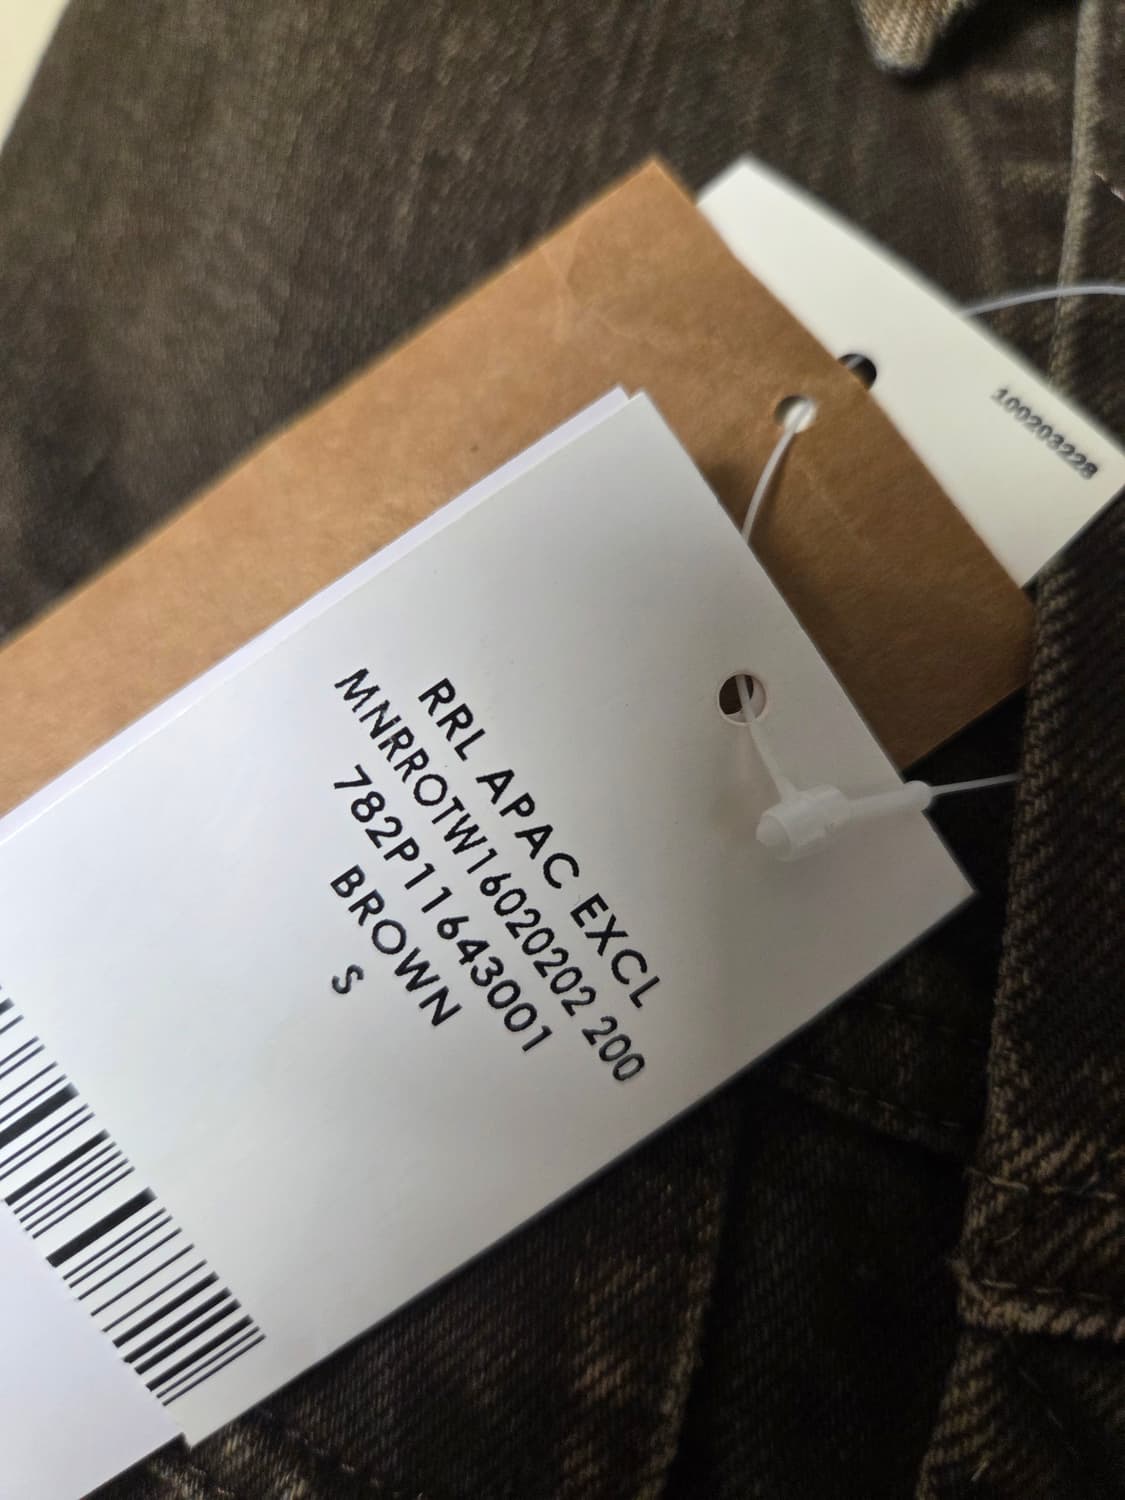 RRL APAC EXCL
MNRROTW16020202 200
782P11643001
BROWN
S
100203228